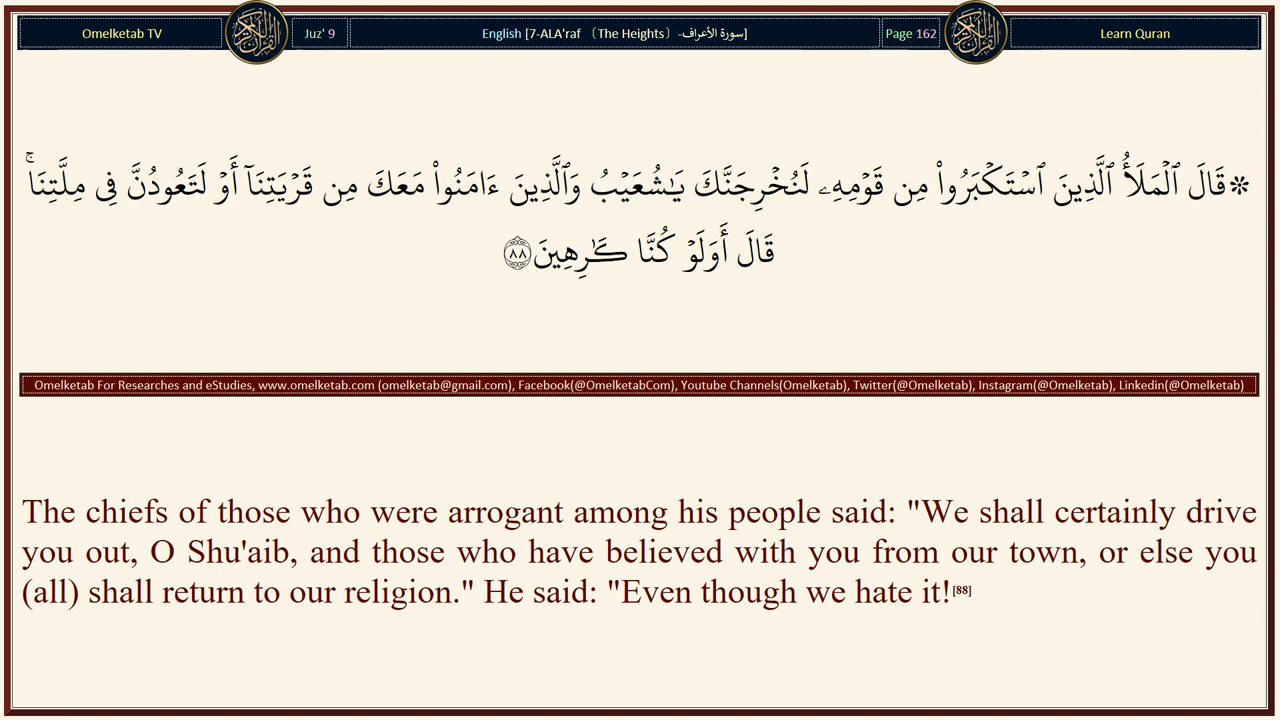 Omelketab TV
Juz' 9
English [7-ALA'raf （The Heights）-سورة الأعراف]
Page 162
Learn Quran
۞قَالَ ٱلۡمَلَأُ ٱلَّذِينَ ٱسۡتَكۡبَرُواْ مِن قَوۡمِهِۦ لَنُخۡرِجَنَّكَ يَٰشُعَيۡبُ وَٱلَّذِينَ ءَامَنُواْ مَعَكَ مِن قَرۡيَتِنَآ أَوۡ لَتَعُودُنَّ فِي مِلَّتِنَاۚ
قَالَ أَوَلَوۡ كُنَّا كَٰرِهِينَ ٨٨
Omelketab For Researches and eStudies, www.omelketab.com (omelketab@gmail.com), Facebook(@OmelketabCom), Youtube Channels(Omelketab), Twitter(@Omelketab), Instagram(@Omelketab), Linkedin(@Omelketab)
The chiefs of those who were arrogant among his people said: "We shall certainly drive
you out, O Shu'aib, and those who have believed with you from our town, or else you
(all) shall return to our religion." He said: "Even though we hate it![88]